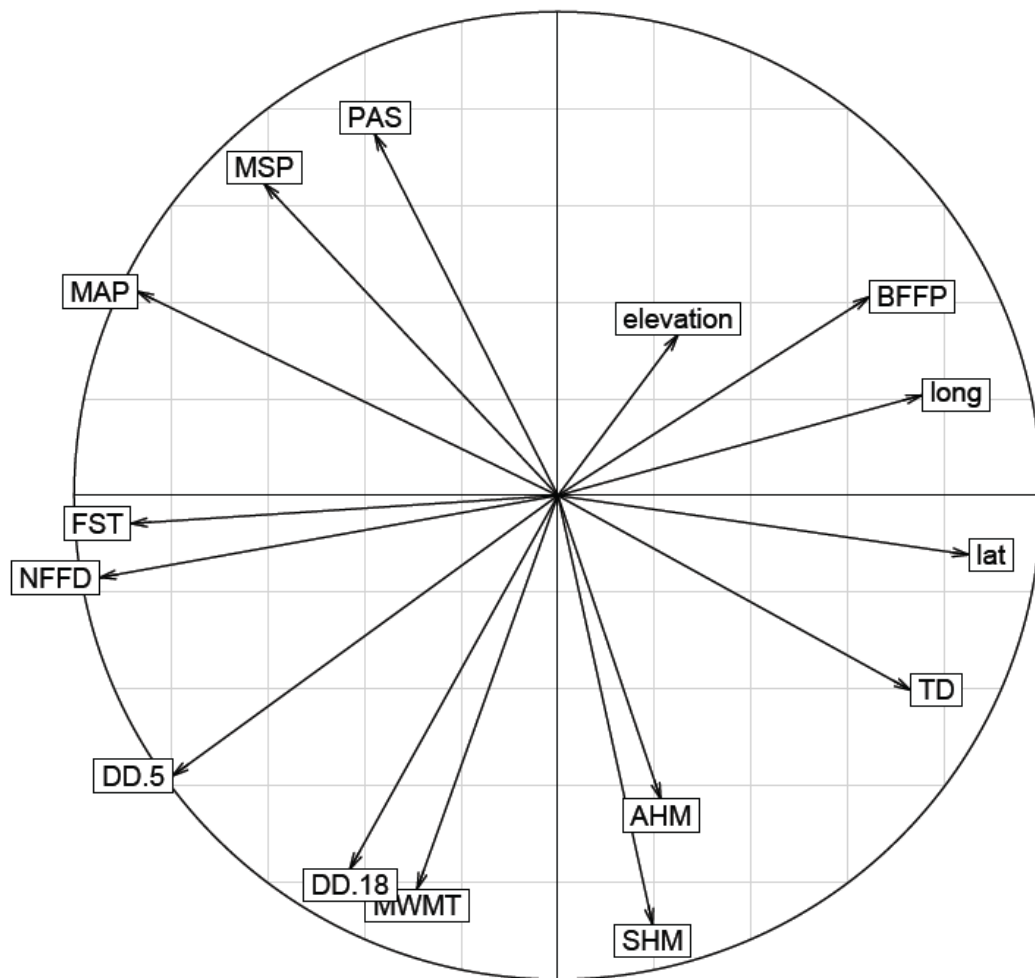 PAS
MSP
MAP
BFFP
elevation
long
FST
lat
NFFD
TD
DD.5
AHM
DD.18
MWMT
SHM